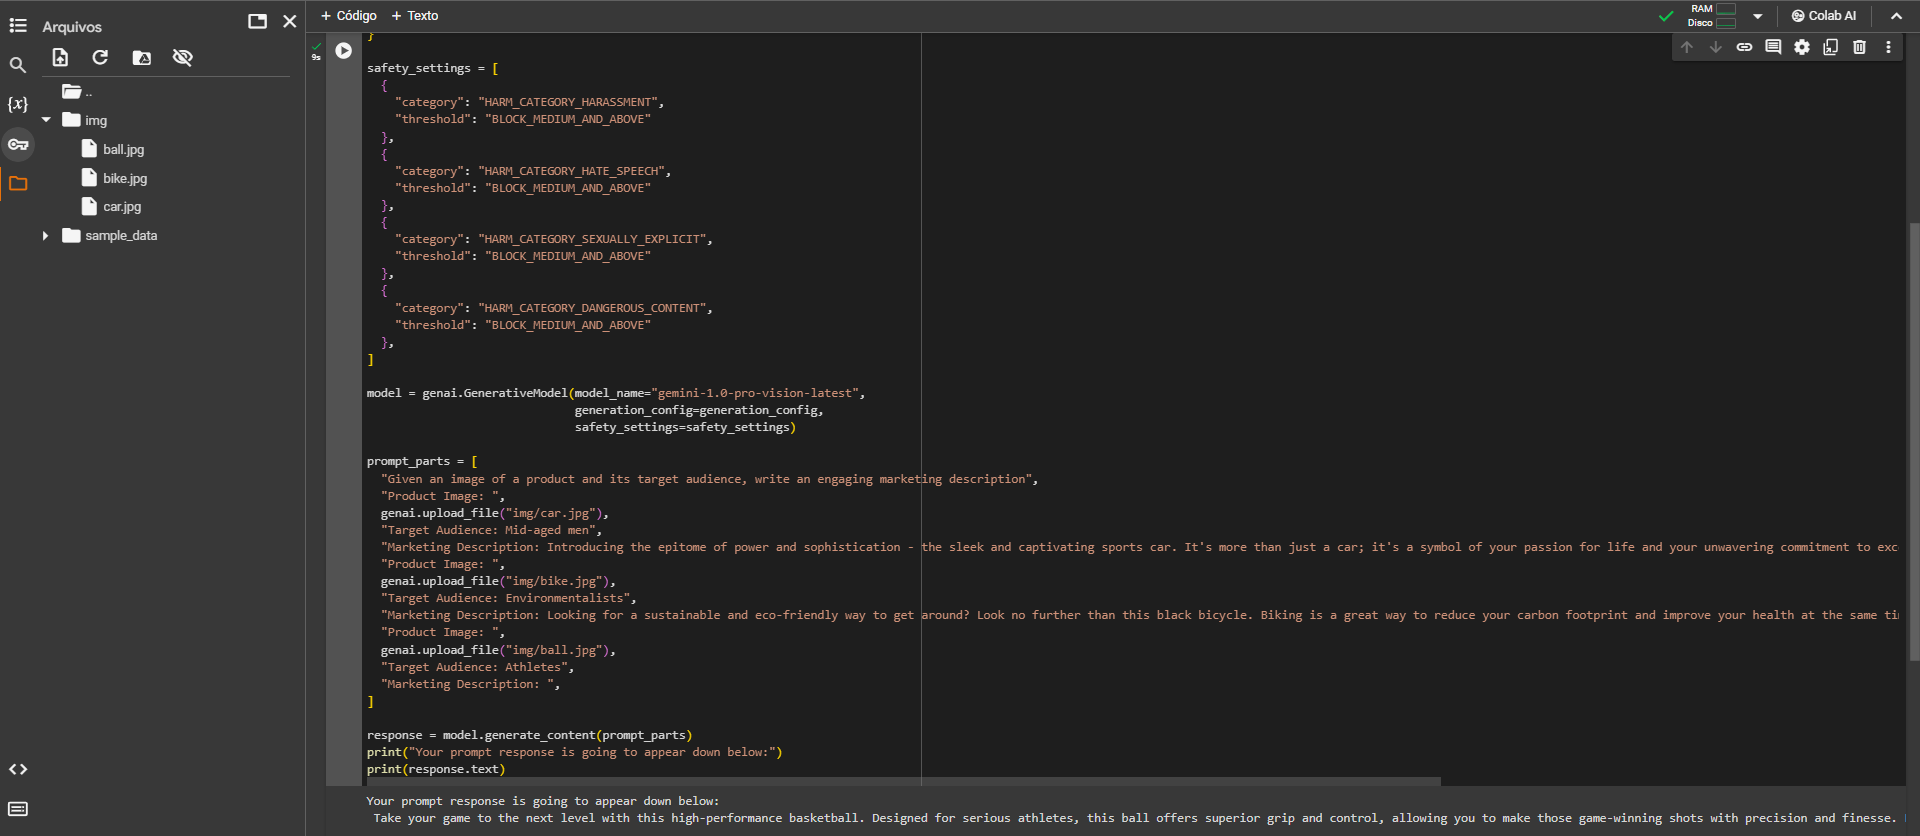 Arquivos
+ Código + Texto
RAM
Disco
Colab AI
{x}
..
img
ball.jpg
bike.jpg
car.jpg
sample_data
9s
}
safety_settings = [
{
"category": "HARM_CATEGORY_HARASSMENT",
"threshold": "BLOCK_MEDIUM_AND_ABOVE"
},
{
"category": "HARM_CATEGORY_HATE_SPEECH",
"threshold": "BLOCK_MEDIUM_AND_ABOVE"
},
{
"category": "HARM_CATEGORY_SEXUALLY_EXPLICIT",
"threshold": "BLOCK_MEDIUM_AND_ABOVE"
},
{
"category": "HARM_CATEGORY_DANGEROUS_CONTENT",
"threshold": "BLOCK_MEDIUM_AND_ABOVE"
},
]
model = genai.GenerativeModel(model_name="gemini-1.0-pro-vision-latest",
generation_config=generation_config,
safety_settings=safety_settings)
prompt_parts = [
"Given an image of a product and its target audience, write an engaging marketing description",
"Product Image: ",
genai.upload_file("img/car.jpg"),
"Target Audience: Mid-aged men",
"Marketing Description: Introducing the epitome of power and sophistication - the sleek and captivating sports car. It's more than just a car; it's a symbol of your passion for life and your unwavering commitment to exc
"Product Image: ",
genai.upload_file("img/bike.jpg"),
"Target Audience: Environmentalists",
"Marketing Description: Looking for a sustainable and eco-friendly way to get around? Look no further than this black bicycle. Biking is a great way to reduce your carbon footprint and improve your health at the same ti
"Product Image: ",
genai.upload_file("img/ball.jpg"),
"Target Audience: Athletes",
"Marketing Description: ",
]
response = model.generate_content(prompt_parts)
print("Your prompt response is going to appear down below:")
print(response.text)
Your prompt response is going to appear down below:
Take your game to the next level with this high-performance basketball. Designed for serious athletes, this ball offers superior grip and control, allowing you to make those game-winning shots with precision and finesse.